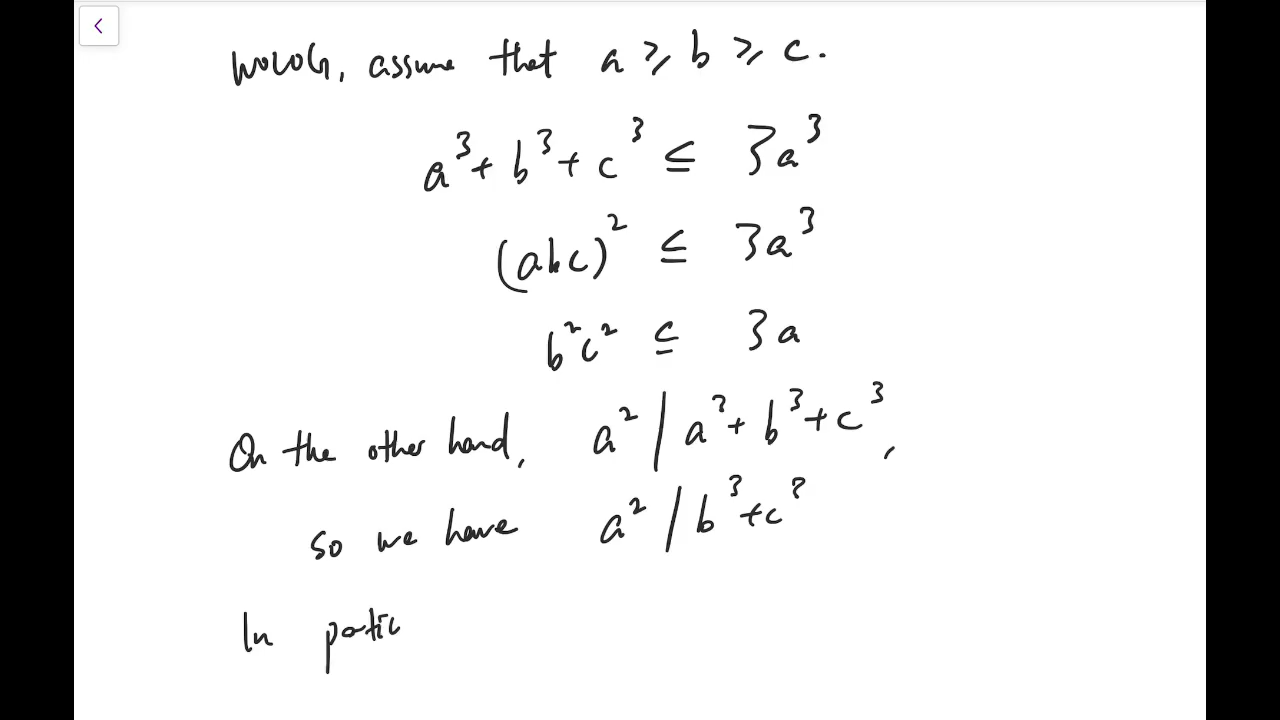 WLOG, assume that a ⩾ b ⩾ c.
a³ + b³ + c³ ≤ 3a³
(abc)² ≤ 3a³
b²c² ≤ 3a
On the other hand, a² | a³ + b³ + c³,
so we have a² | b³ + c³
In partic